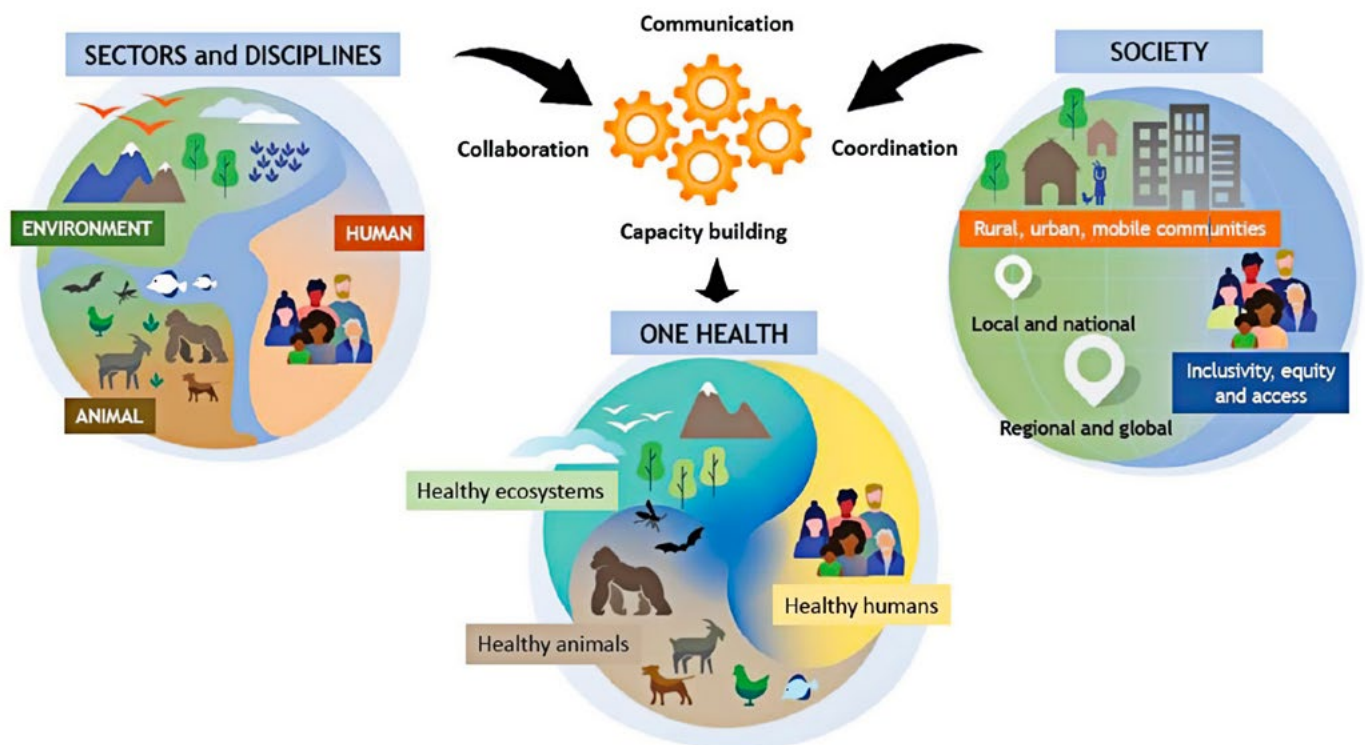 Communication
SECTORS and DISCIPLINES
SOCIETY
Collaboration
Coordination
ENVIRONMENT
HUMAN
Capacity building
Rural, urban, mobile communities
Local and national
ONE HEALTH
Inclusivity, equity
and access
ANIMAL
Regional and global
Healthy ecosystems
Healthy humans
Healthy animals